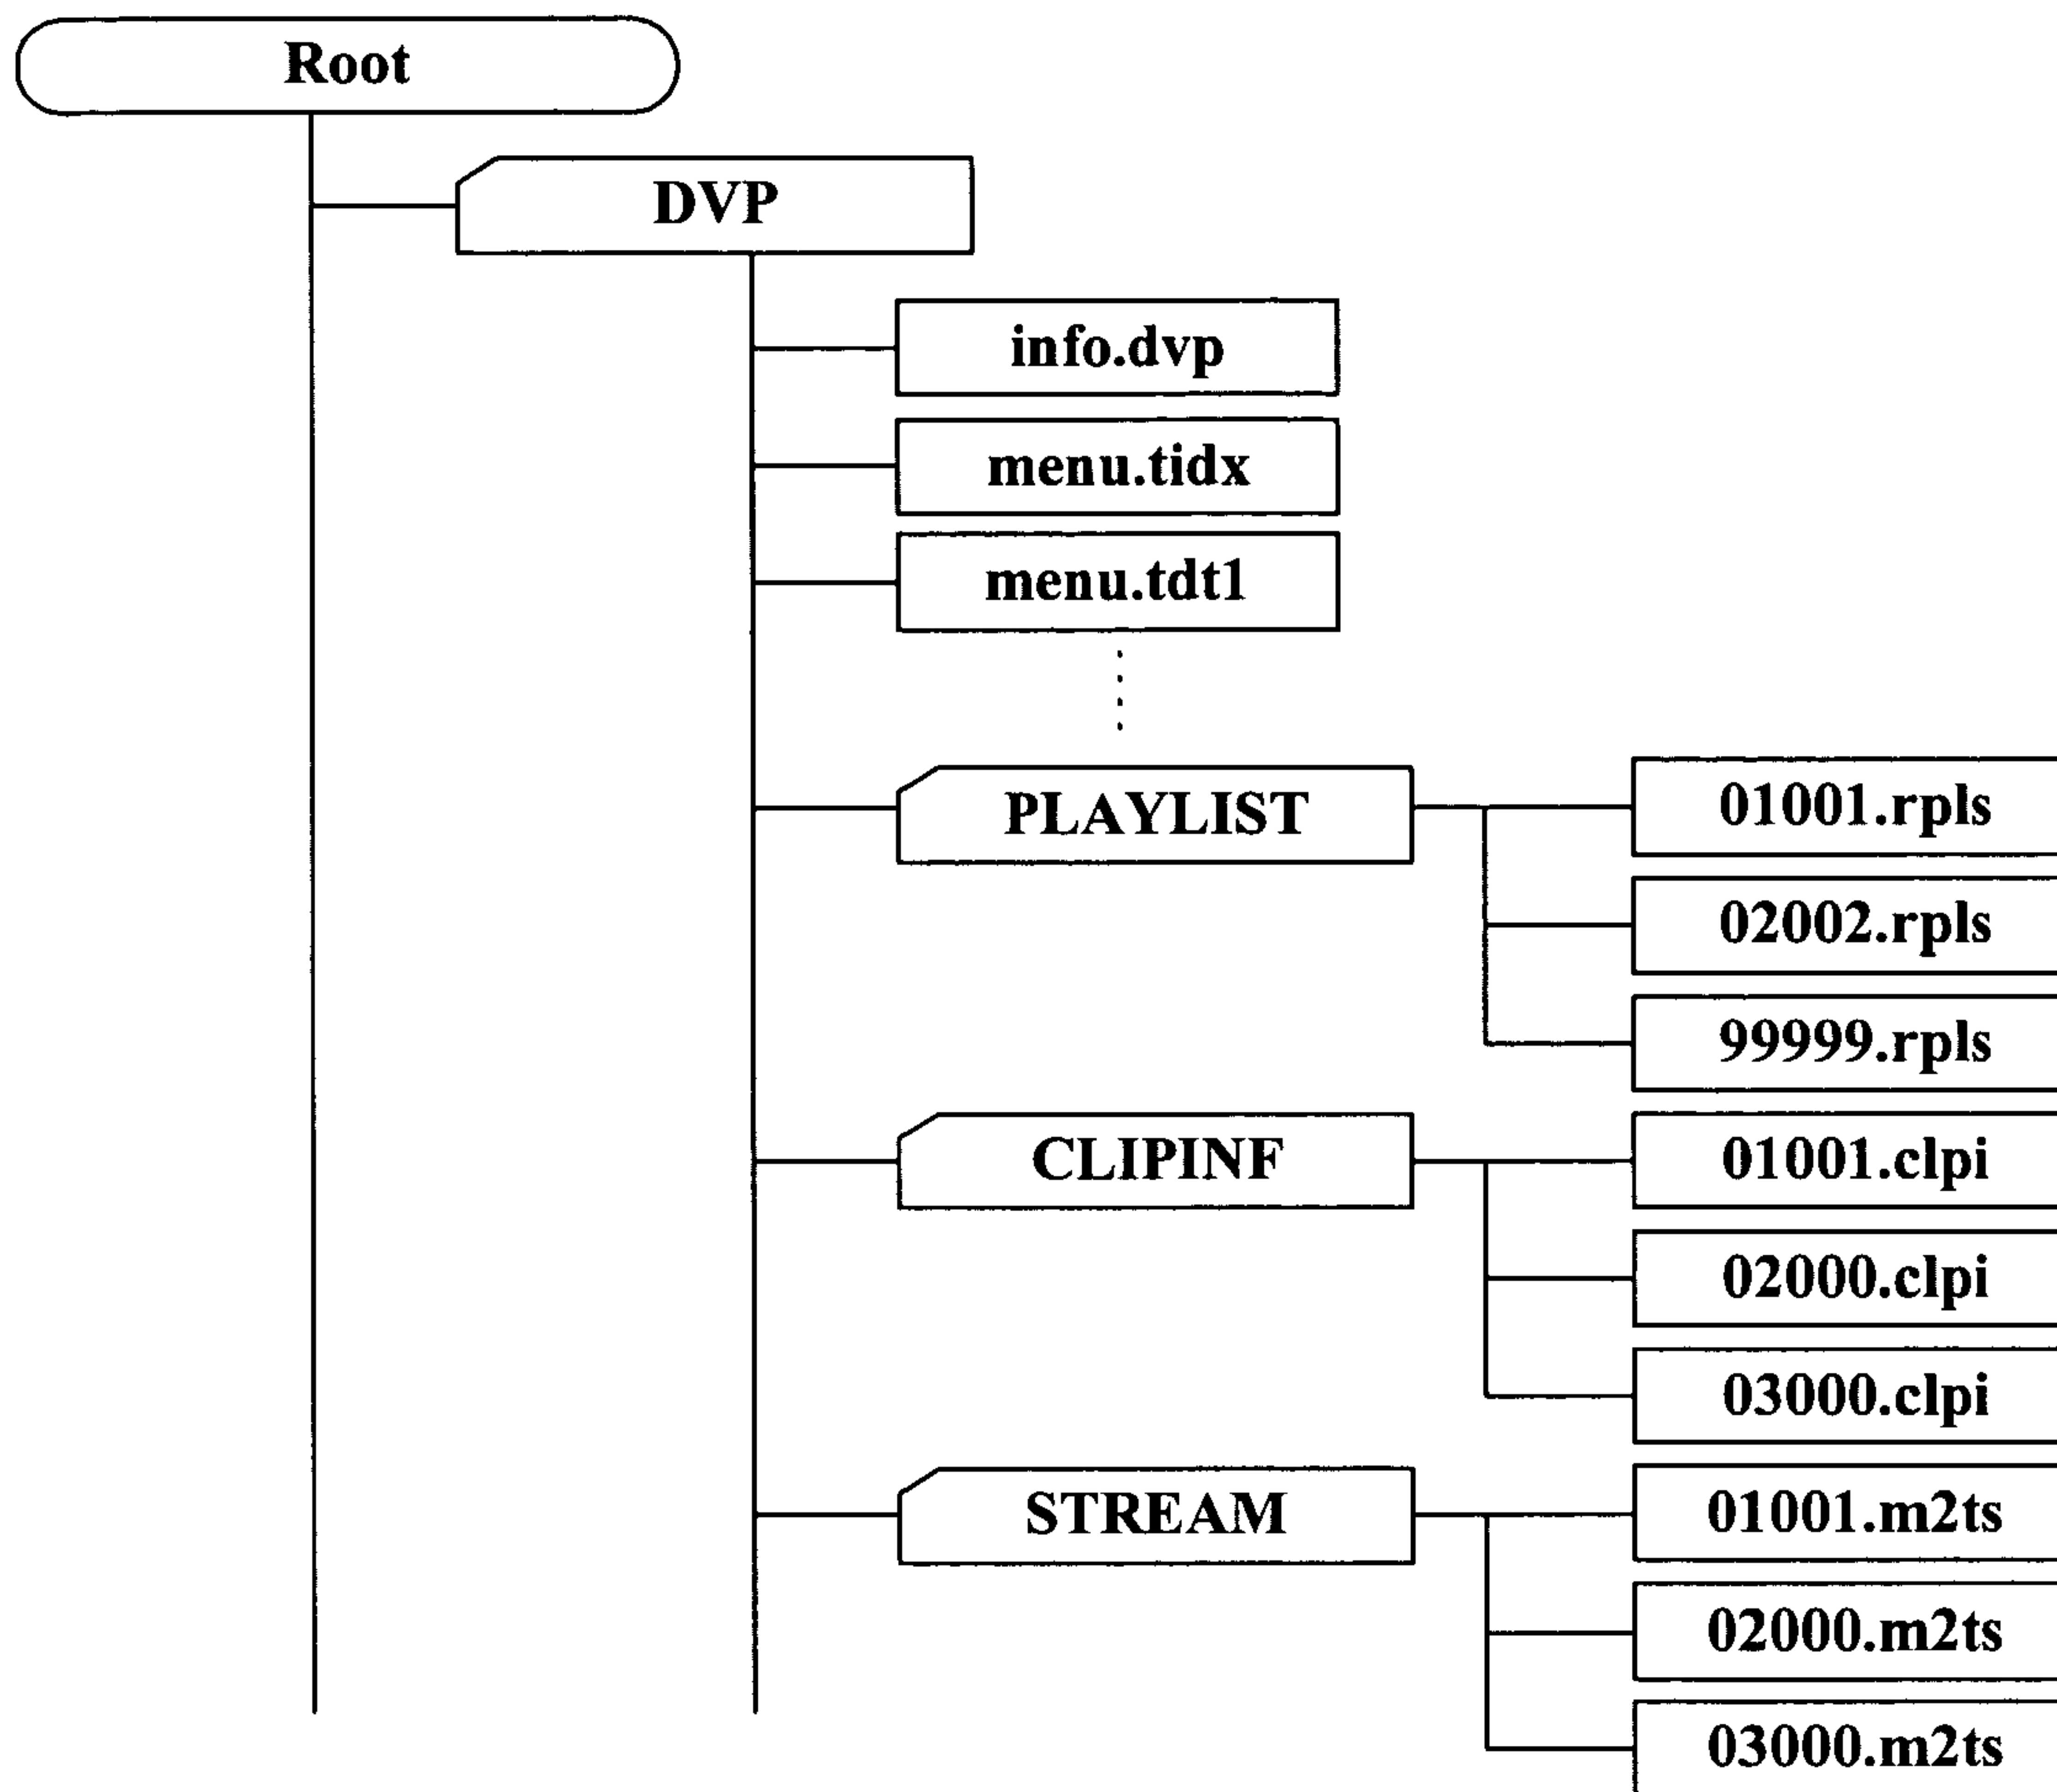 Root
DVP
info.dvp
menu.tidx
menu.tdt1
PLAYLIST
01001.rpls
02002.rpls
99999.rpls
CLIPINF
01001.clpi
02000.clpi
03000.clpi
STREAM
01001.m2ts
02000.m2ts
03000.m2ts